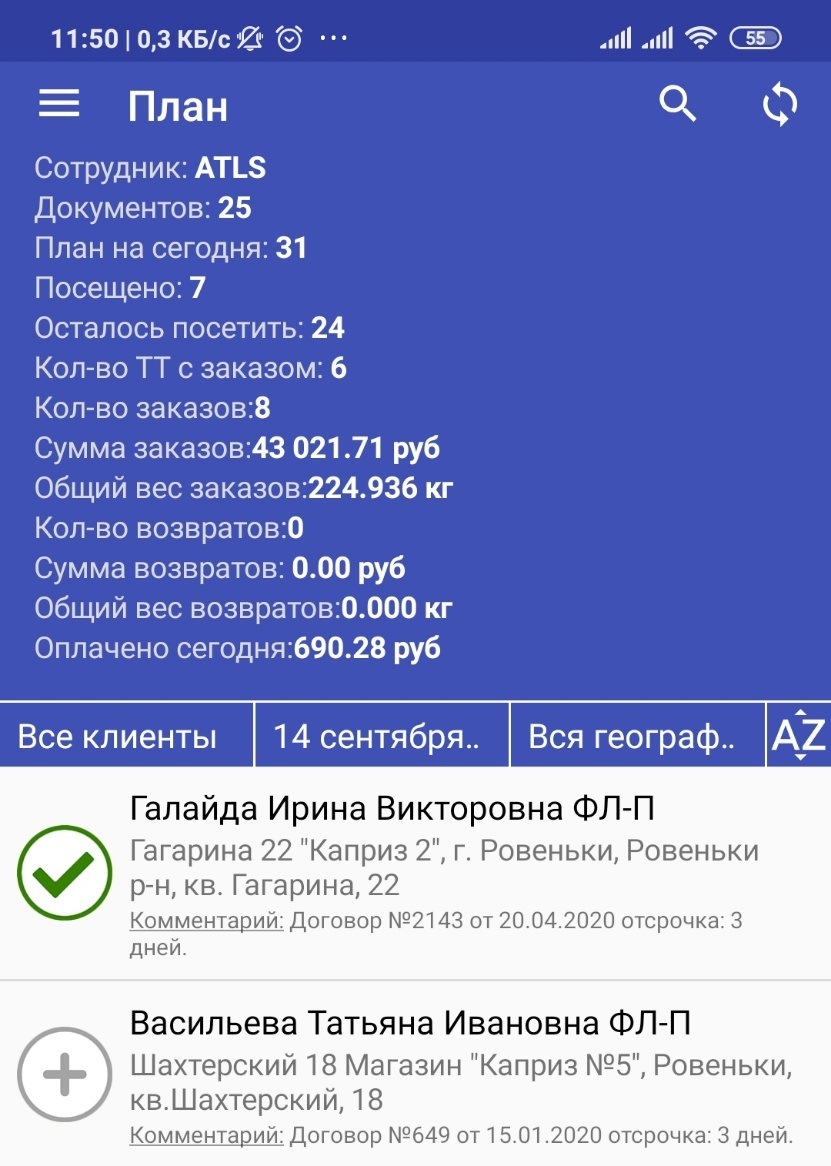 11:50 | 0,3 КБ/с ... 55
План
Сотрудник: ATLS
Документов: 25
План на сегодня: 31
Посещено: 7
Осталось посетить: 24
Кол-во ТТ с заказом: 6
Кол-во заказов:8
Сумма заказов:43 021.71 руб
Общий вес заказов:224.936 кг
Кол-во возвратов:0
Сумма возвратов: 0.00 руб
Общий вес возвратов:0.000 кг
Оплачено сегодня:690.28 руб
Все клиенты 14 сентября.. Вся географ.. AZ
Галайда Ирина Викторовна ФЛ-П
Гагарина 22 "Каприз 2", г. Ровеньки, Ровеньки
р-н, кв. Гагарина, 22
Комментарий: Договор №2143 от 20.04.2020 отсрочка: 3
дней.
Васильева Татьяна Ивановна ФЛ-П
Шахтерский 18 Магазин "Каприз №5", Ровеньки,
кв.Шахтерский, 18
Комментарий: Договор №649 от 15.01.2020 отсрочка: 3 дней.